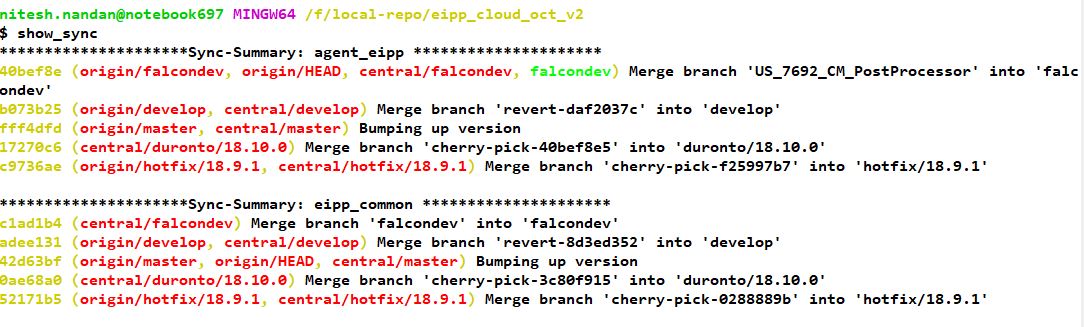 nitesh.nandan@notebook697 MINGW64 /f/local-repo/eipp_cloud_oct_v2
$ show_sync
*********************Sync-Summary: agent_eipp *********************
40bef8e (origin/falcondev, origin/HEAD, central/falcondev, falcondev) Merge branch 'US_7692_CM_PostProcessor' into 'falc
ondev'
b073b25 (origin/develop, central/develop) Merge branch 'revert-daf2037c' into 'develop'
fff4dfd (origin/master, central/master) Bumping up version
17270c6 (central/duronto/18.10.0) Merge branch 'cherry-pick-40bef8e5' into 'duronto/18.10.0'
c9736ae (origin/hotfix/18.9.1, central/hotfix/18.9.1) Merge branch 'cherry-pick-f25997b7' into 'hotfix/18.9.1'
*********************Sync-Summary: eipp_common *********************
c1ad1b4 (central/falcondev) Merge branch 'falcondev' into 'falcondev'
adee131 (origin/develop, central/develop) Merge branch 'revert-8d3ed352' into 'develop'
42d63bf (origin/master, origin/HEAD, central/master) Bumping up version
0ae68a0 (central/duronto/18.10.0) Merge branch 'cherry-pick-3c80f915' into 'duronto/18.10.0'
52171b5 (origin/hotfix/18.9.1, central/hotfix/18.9.1) Merge branch 'cherry-pick-0288889b' into 'hotfix/18.9.1'